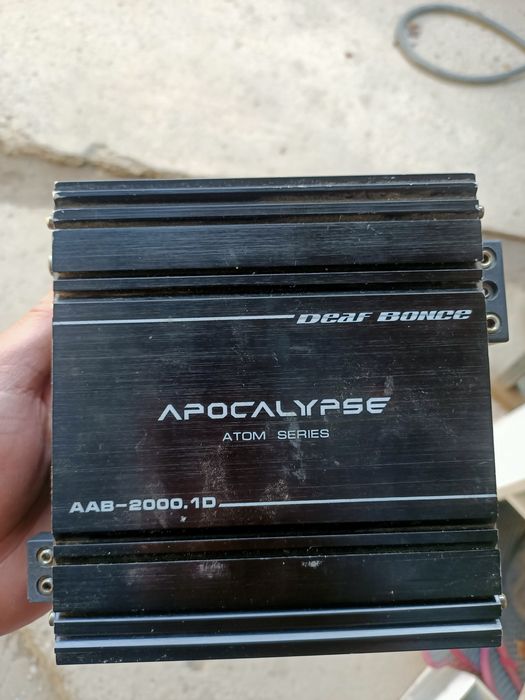 Deaf Bonce
APOCALYPSE
ATOM SERIES
AAB-2000.1D